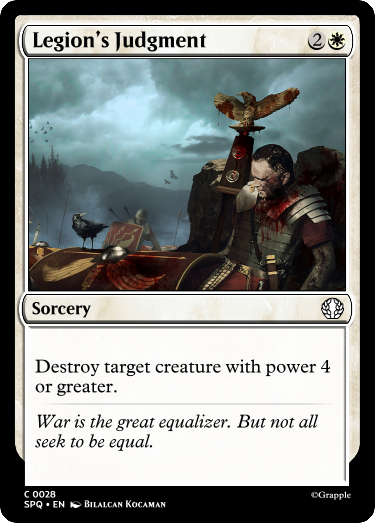 Legion's Judgment 2
Sorcery
Destroy target creature with power 4
or greater.
War is the great equalizer. But not all
seek to be equal.
C 0028
SPQ • EN Bilalcan Kocaman
©Grapple